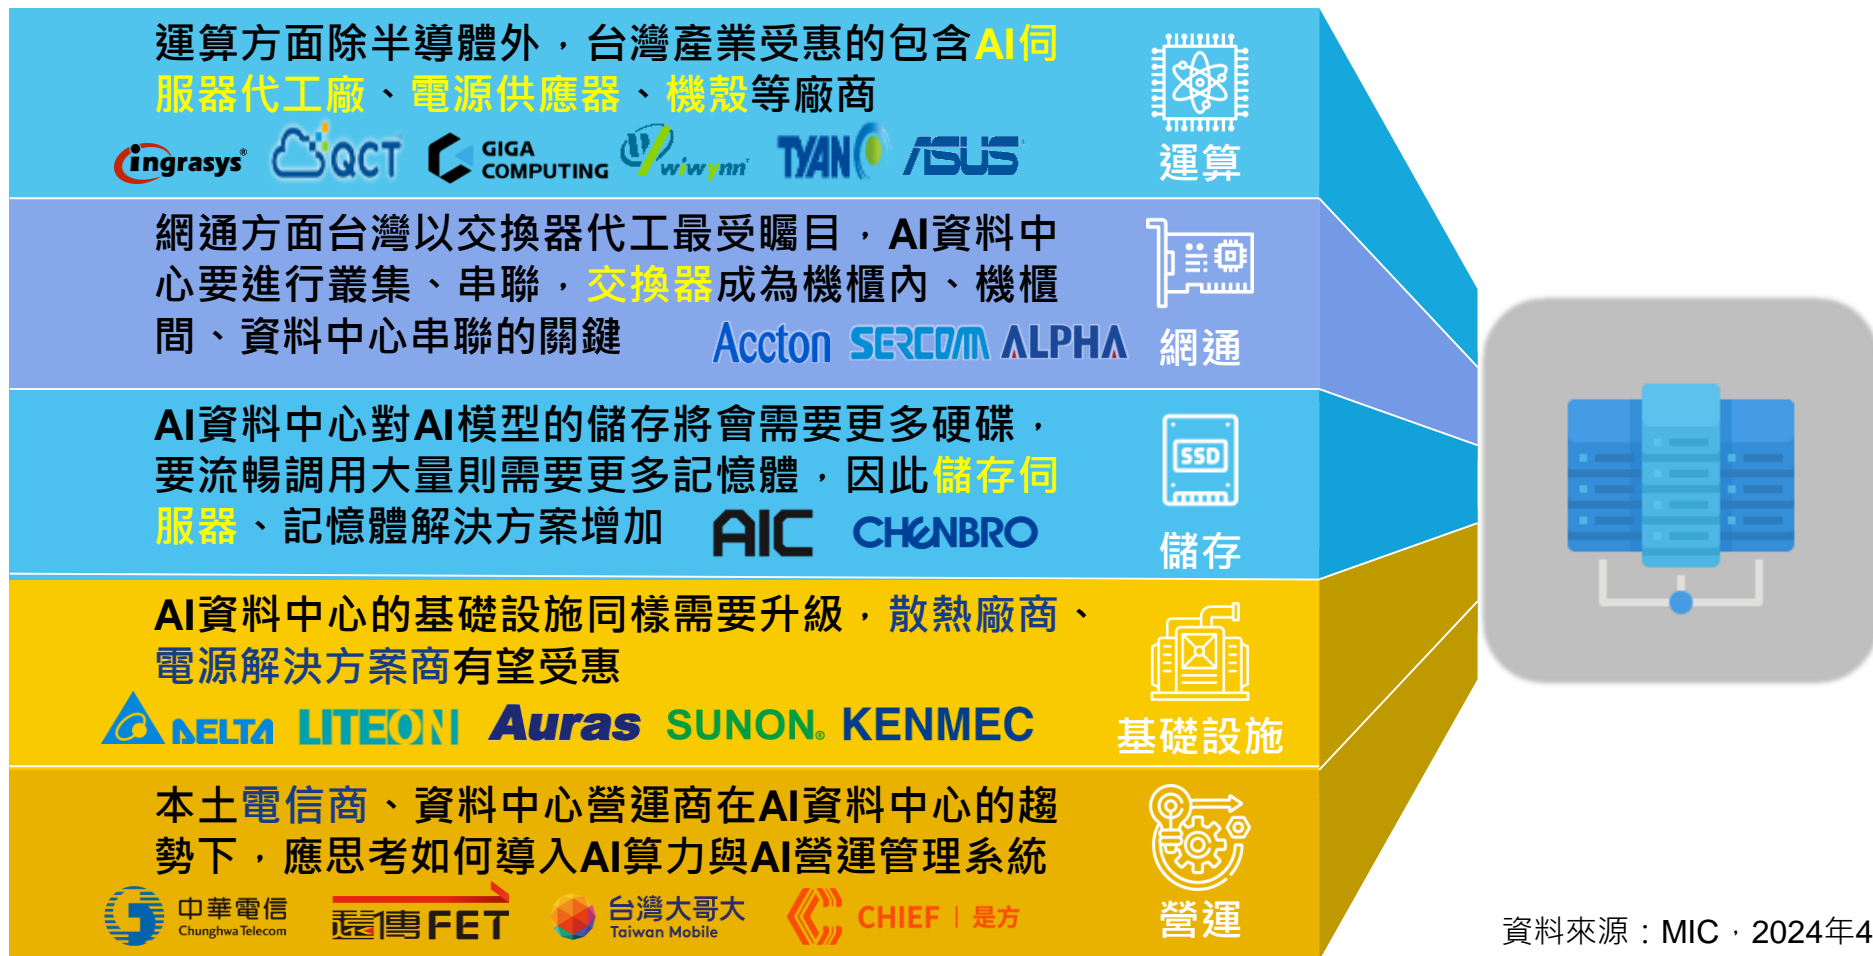 運算方面除半導體外，台灣產業受惠的包含AI伺
服器代工廠、電源供應器、機殼等廠商
ingrasys® QCT GIGA COMPUTING wiwynn TYAN ASUS
運算
網通方面台灣以交換器代工最受矚目，AI資料中
心要進行叢集、串聯，交換器成為機櫃內、機櫃
間、資料中心串聯的關鍵
Accton SERCOMM ALPHA
網通
AI資料中心對AI模型的儲存將會需要更多硬碟，
要流暢調用大量則需要更多記憶體，因此儲存伺
服器、記憶體解決方案增加
AIC CHENBRO
SSD
儲存
AI資料中心的基礎設施同樣需要升級，散熱廠商、
電源解決方案商有望受惠
DELTA LITEON Auras SUNON® KENMEC
基礎設施
本土電信商、資料中心營運商在AI資料中心的趨
勢下，應思考如何導入AI算力與AI營運管理系統
中華電信 Chunghwa Telecom
遠傳FET
台灣大哥大 Taiwan Mobile
CHIEF | 是方
營運
資料來源：MIC，2024年4